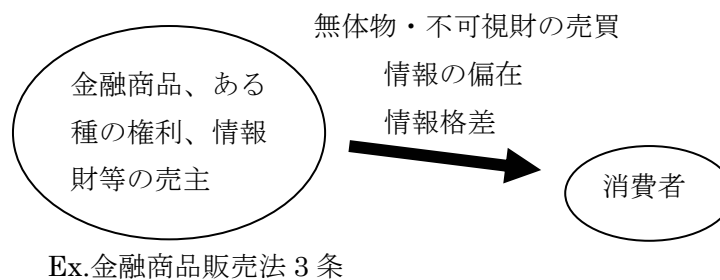 無体物・不可視財の売買
情報の偏在
情報格差
金融商品、ある
種の権利、情報
財等の売主
消費者
Ex.金融商品販売法 3 条